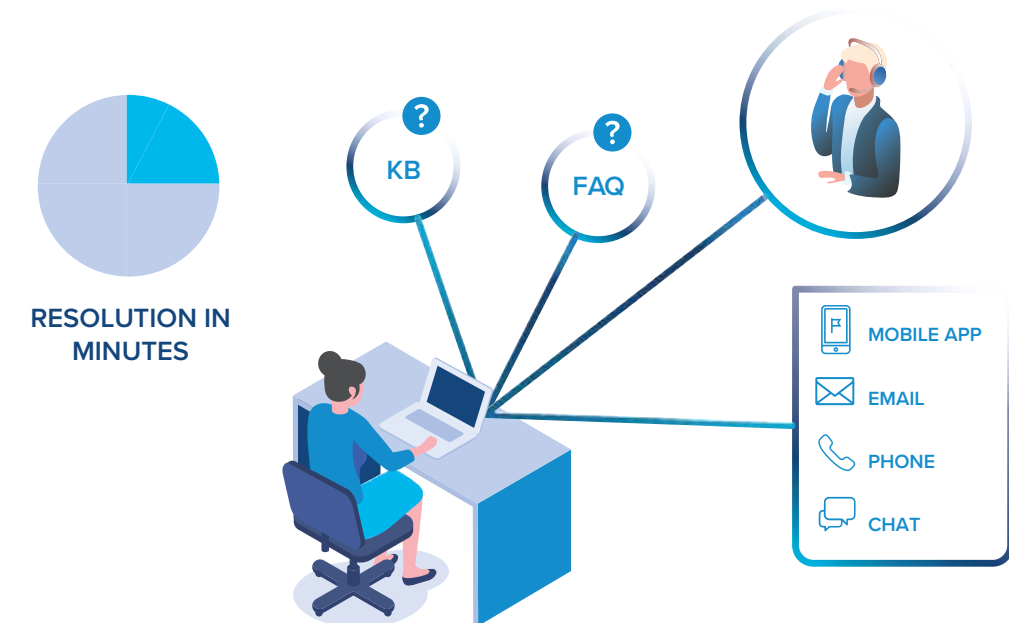 ?
KB
?
FAQ
RESOLUTION IN
MINUTES
MOBILE APP
EMAIL
PHONE
CHAT